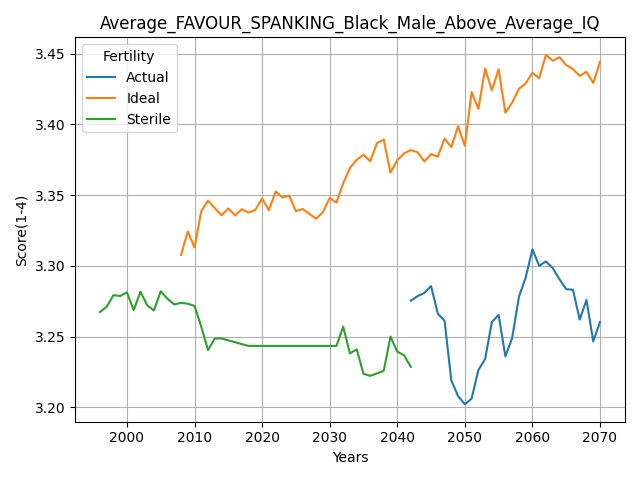 Average_FAVOUR_SPANKING_Black_Male_Above_Average_IQ
Fertility
Actual
Ideal
Sterile
Score(1-4)
3.45
3.40
3.35
3.30
3.25
3.20
2000 2010 2020 2030 2040 2050 2060 2070
Years